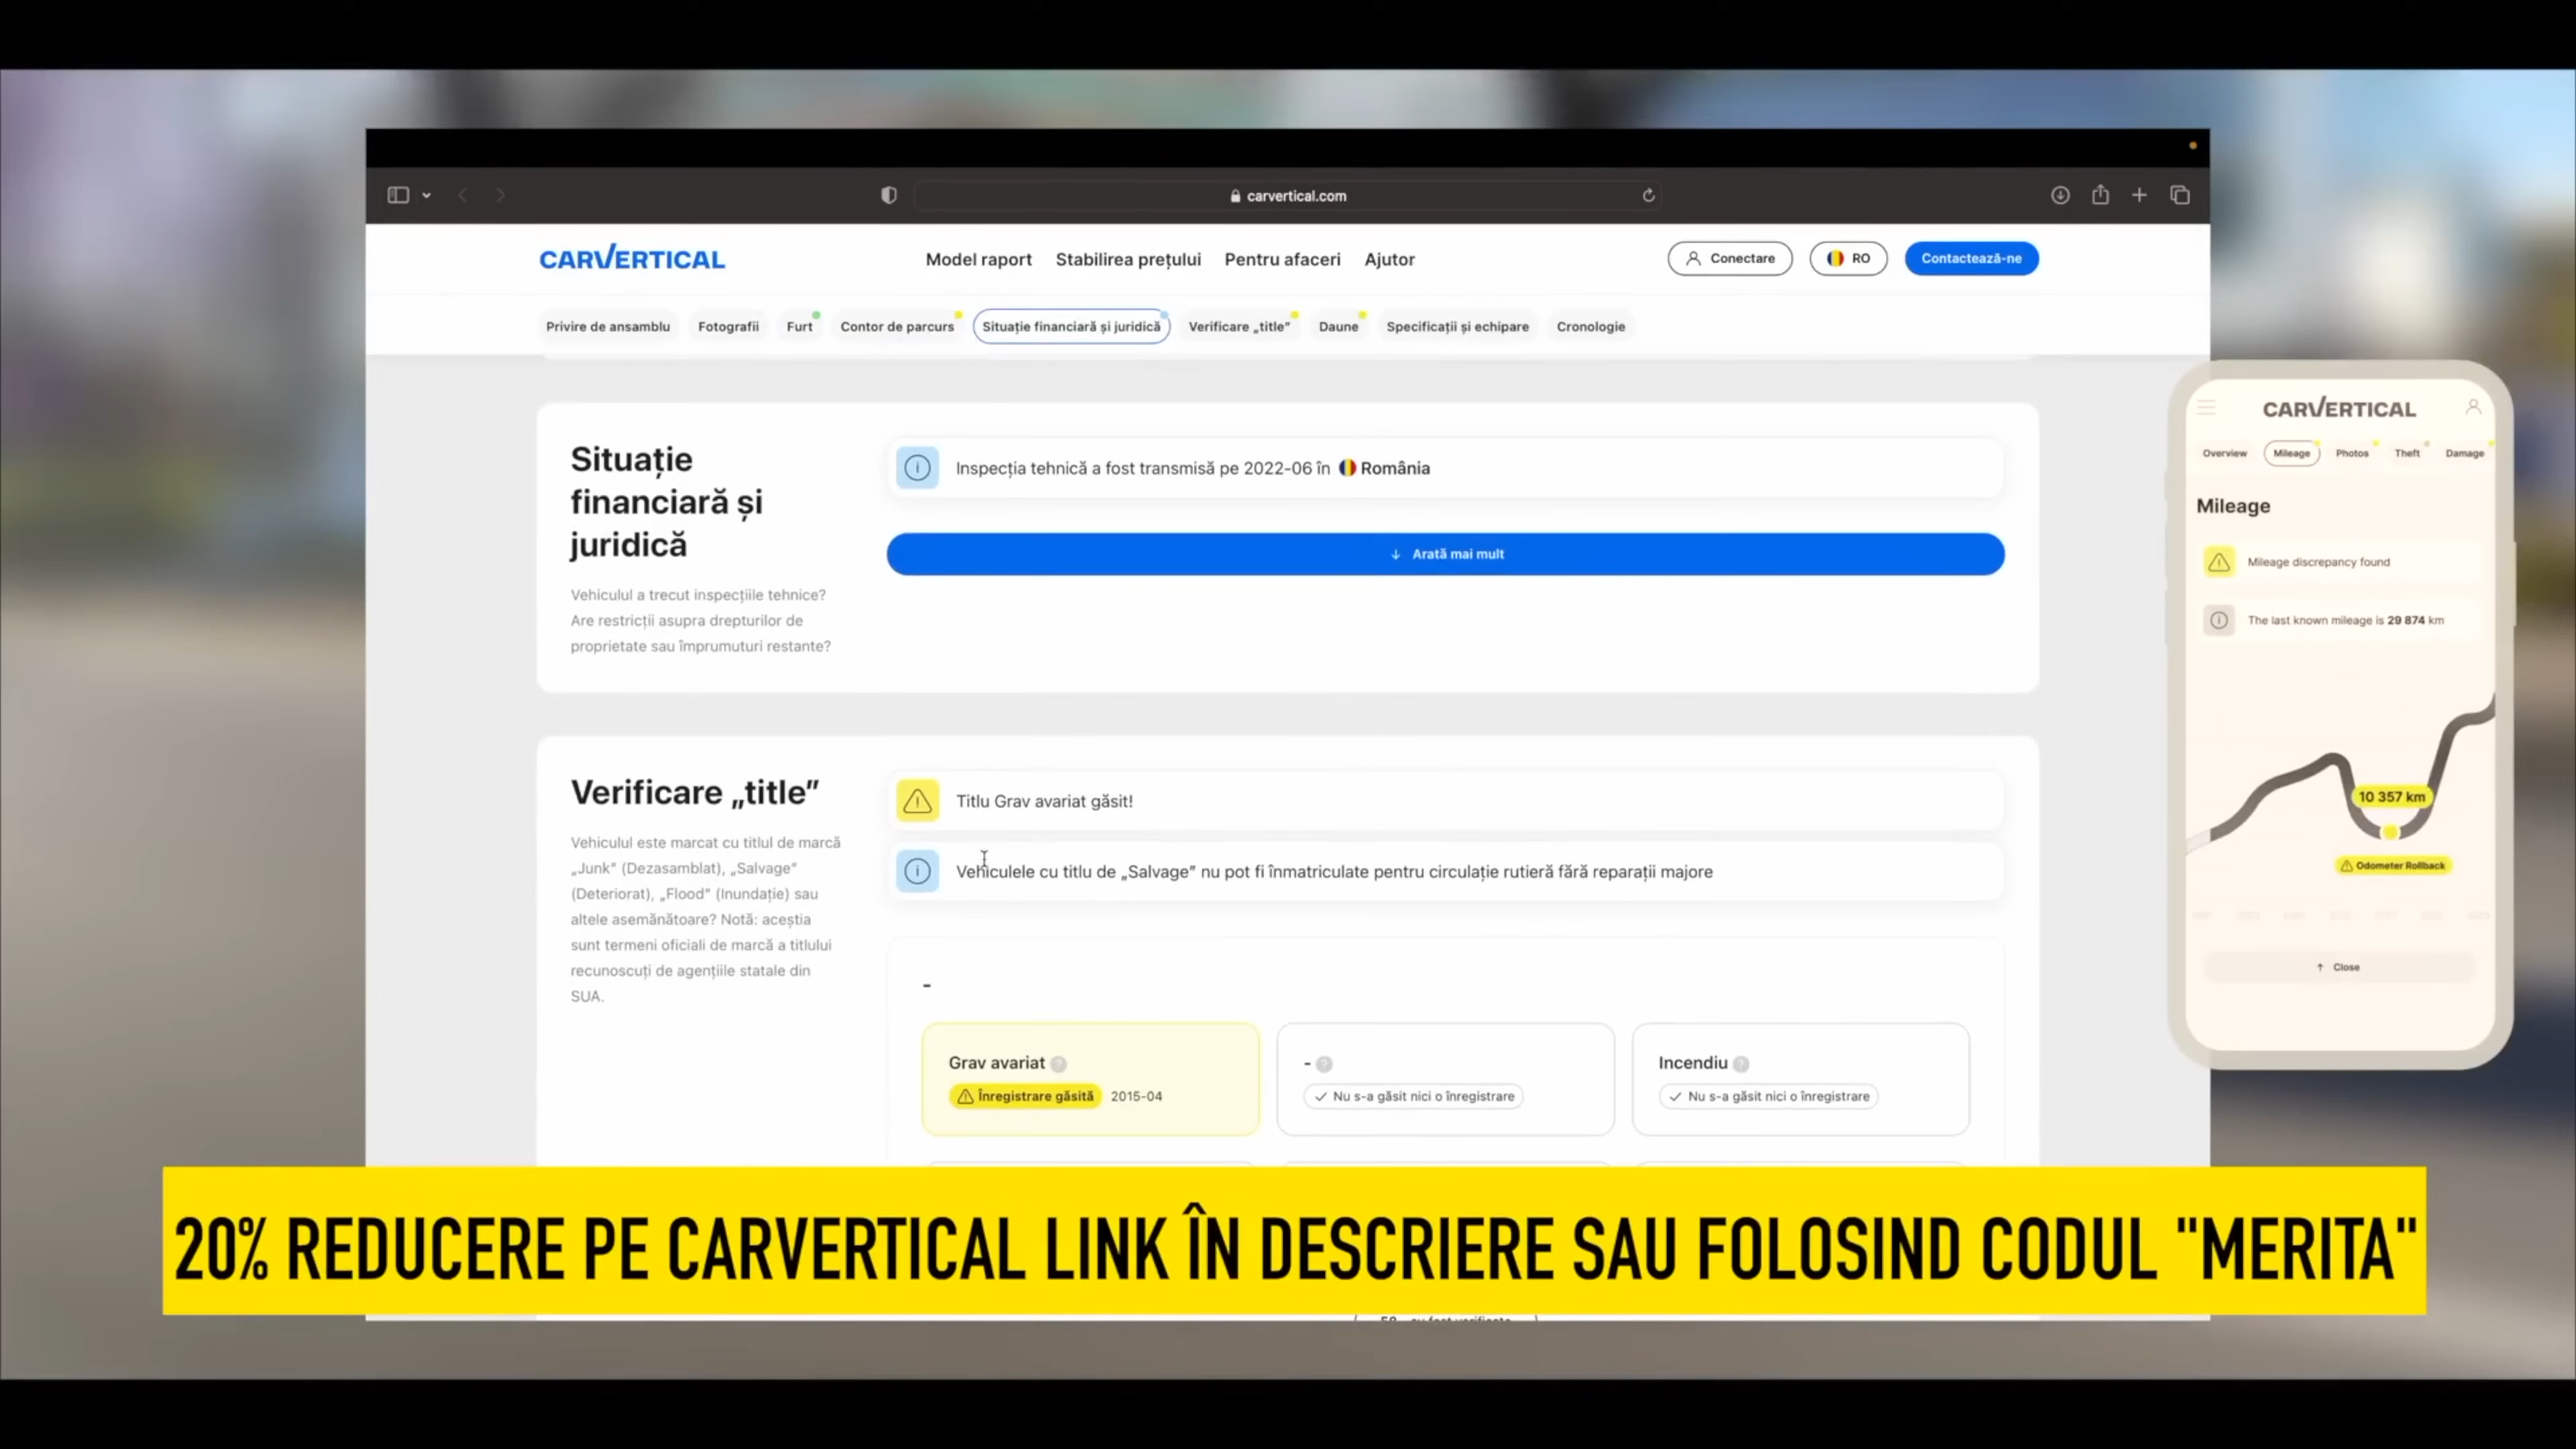 carvertical.com
CARVERTICAL
Model raport
Stabilirea prețului
Pentru afaceri
Ajutor
Conectare
RO
Contactează-ne
Privire de ansamblu
Fotografii
Furt
Contor de parcurs
Situație financiară și juridică
Verificare „title”
Daune
Specificații și echipare
Cronologie
Situație
financiară și
juridică
Vehiculul a trecut inspecțiile tehnice?
Are restricții asupra drepturilor de
proprietate sau împrumuturi restante?
Inspecția tehnică a fost transmisă pe 2022-06 în România
Arată mai mult
Verificare „title”
Vehiculul este marcat cu titlul de marcă
„Junk” (Dezasamblat), „Salvage”
(Deteriorat), „Flood” (Inundație) sau
altele asemănătoare? Notă: aceștia
sunt termeni oficiali de marcă a titlului
recunoscuți de agențiile statale din
SUA.
Titlu Grav avariat găsit!
Vehiculele cu titlu de „Salvage” nu pot fi înmatriculate pentru circulație rutieră fără reparații majore
-
Grav avariat ?
Înregistrare găsită 2015-04
- ?
Nu s-a găsit nici o înregistrare
Incendiu ?
Nu s-a găsit nici o înregistrare
CARVERTICAL
Overview
Mileage
Photos
Theft
Damage
Mileage
Mileage discrepancy found
The last known mileage is 29 874 km
10 357 km
Odometer Rollback
Close
20% REDUCERE PE CARVERTICAL LINK ÎN DESCRIERE SAU FOLOSIND CODUL "MERITA"